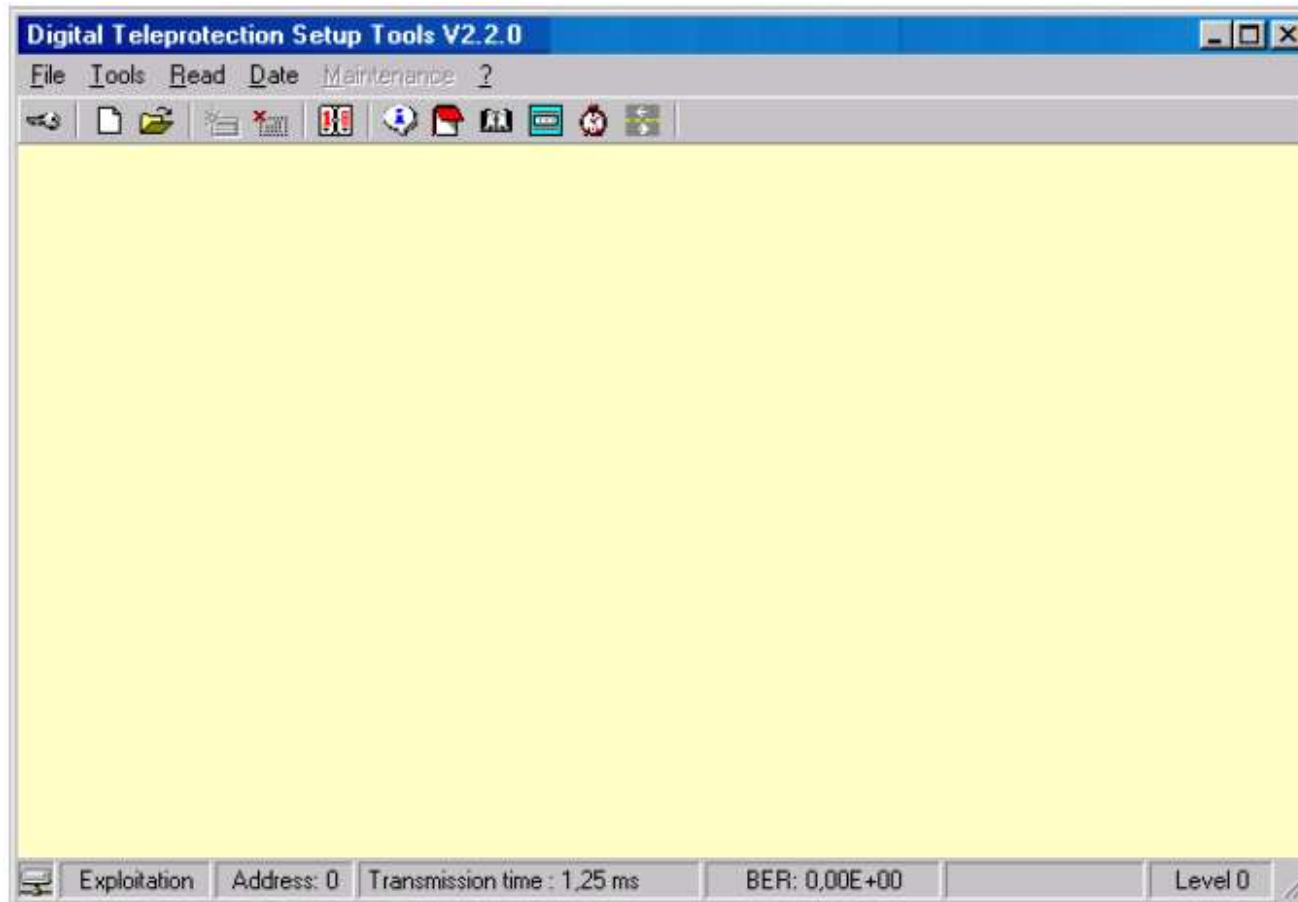 Digital Teleprotection Setup Tools V2.2.0
File Tools Read Date Maintenance ?
Exploitation Address: 0 Transmission time : 1,25 ms BER: 0,00E+00 Level 0